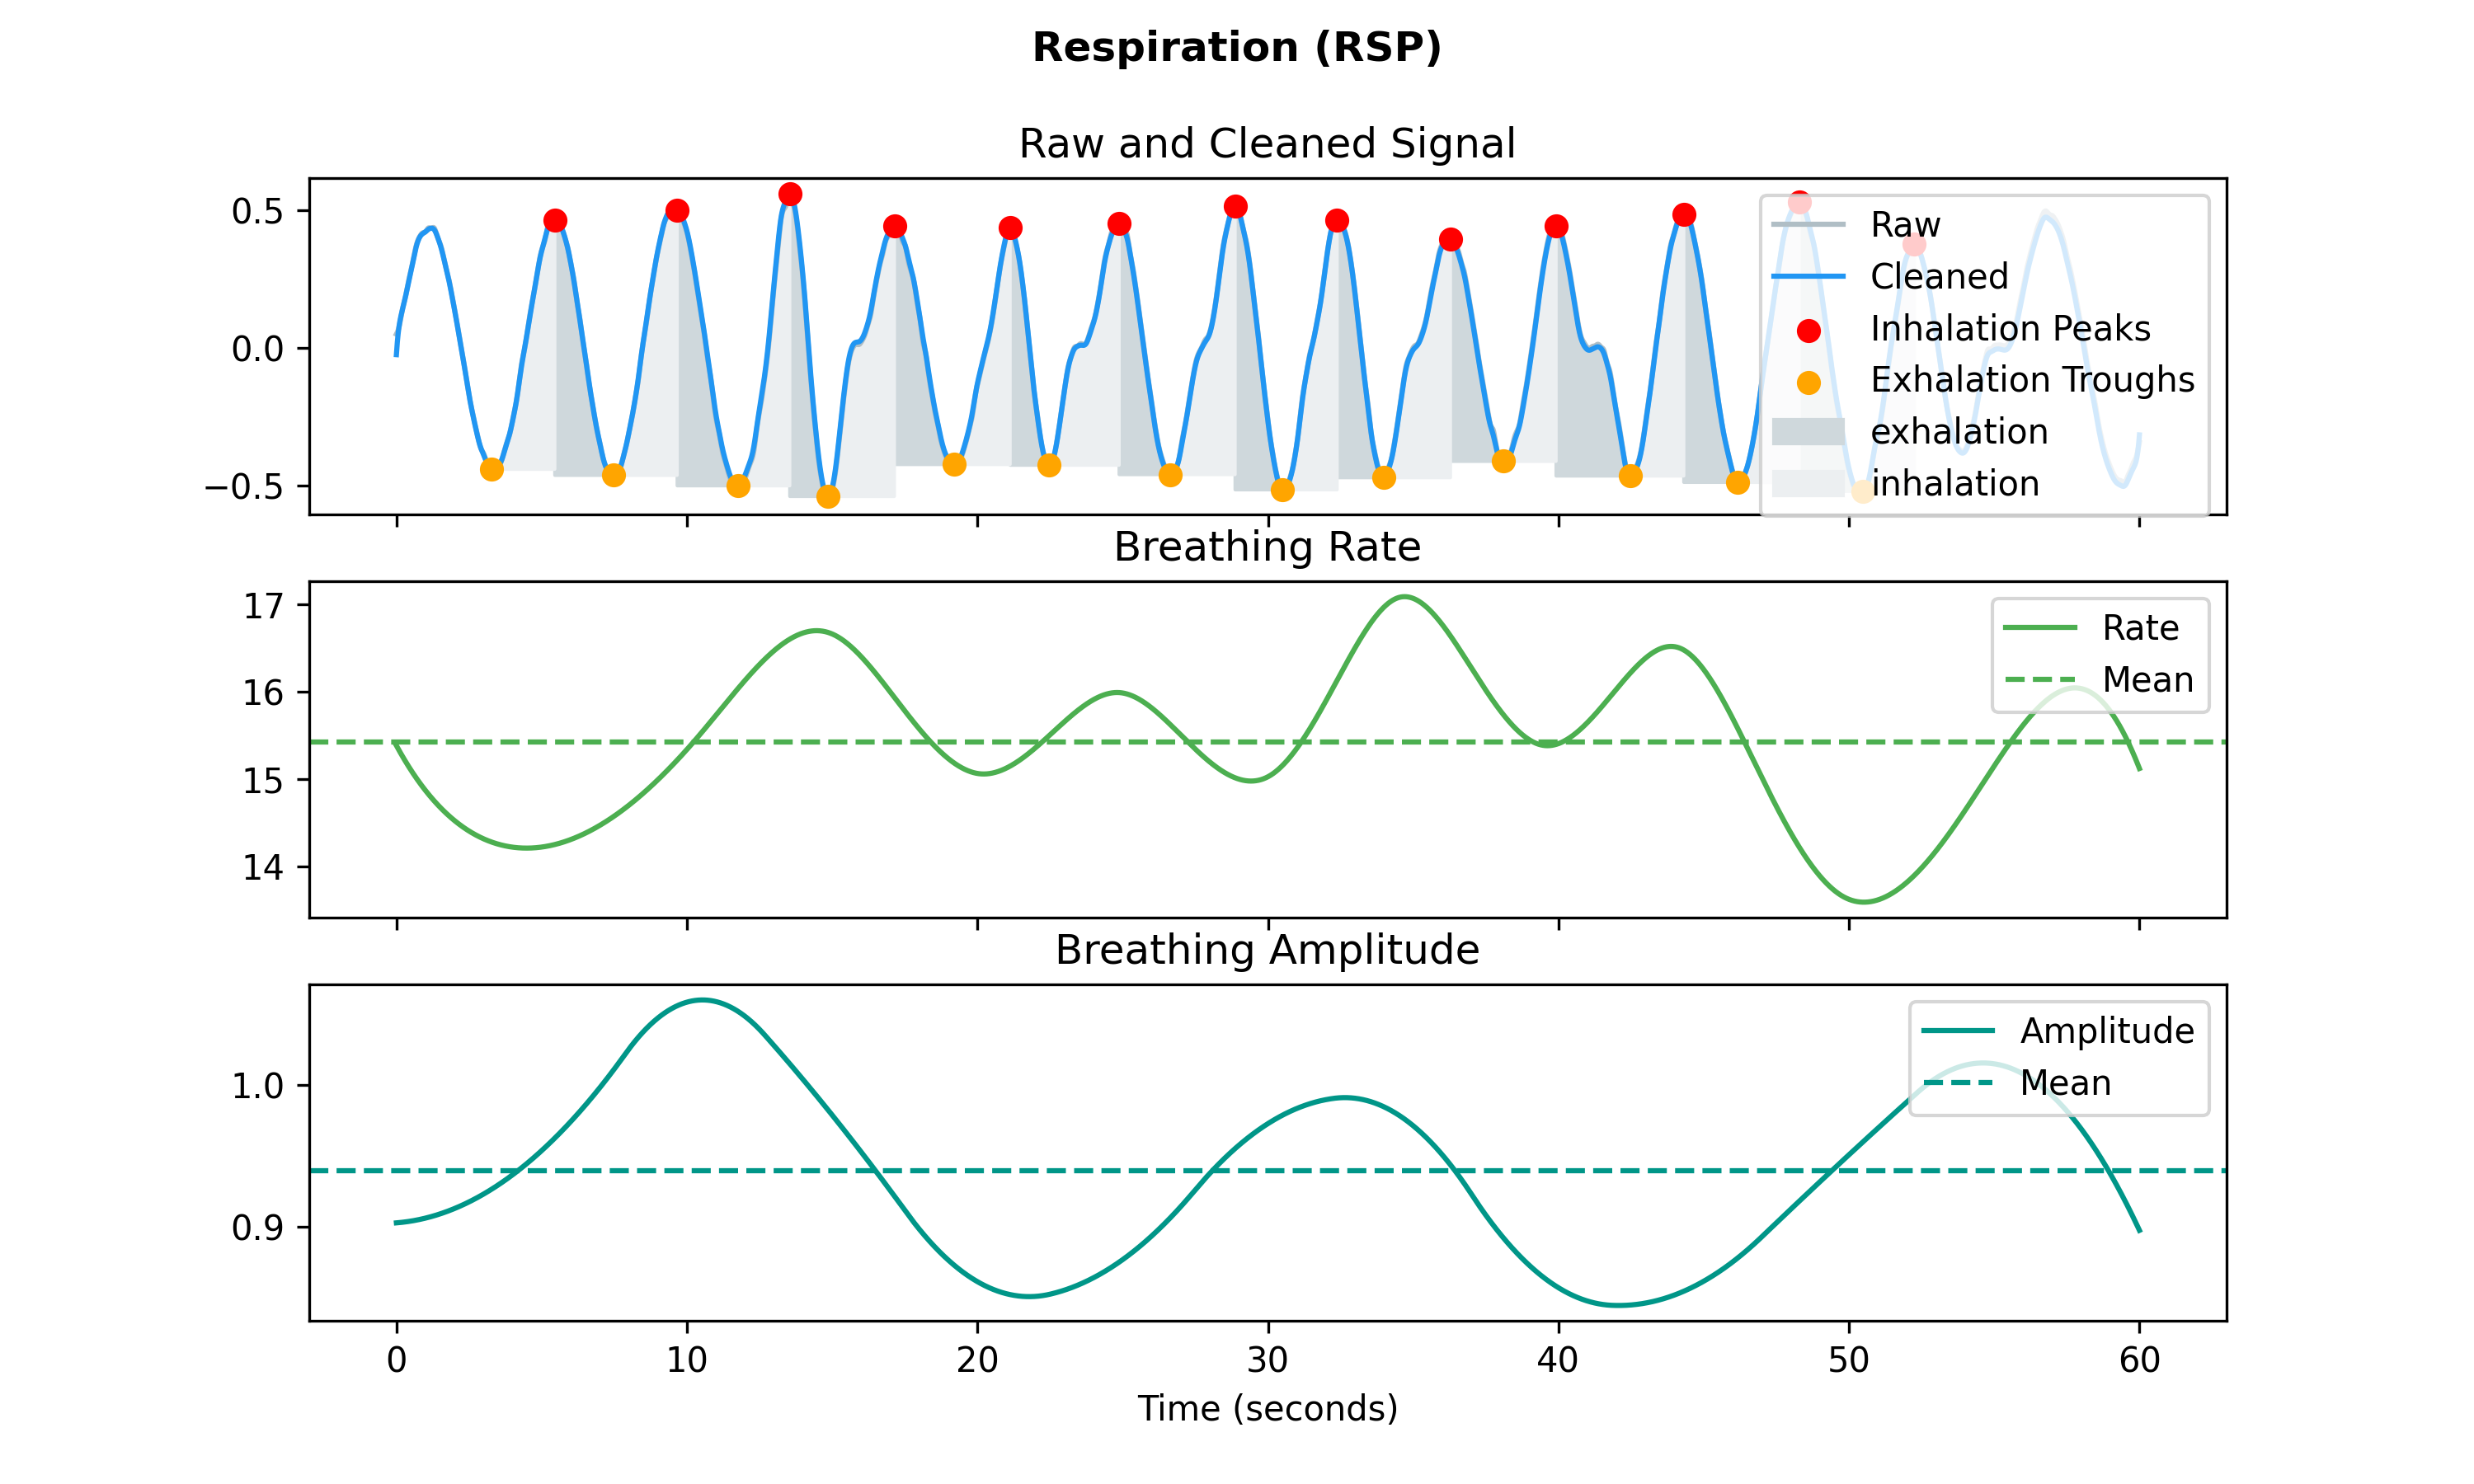 Respiration (RSP)
Raw and Cleaned Signal
0.5
0.0
−0.5
Raw
Cleaned
Inhalation Peaks
Exhalation Troughs
exhalation
inhalation
Breathing Rate
17
16
15
14
Rate
Mean
Breathing Amplitude
1.0
0.9
Amplitude
Mean
0 10 20 30 40 50 60
Time (seconds)